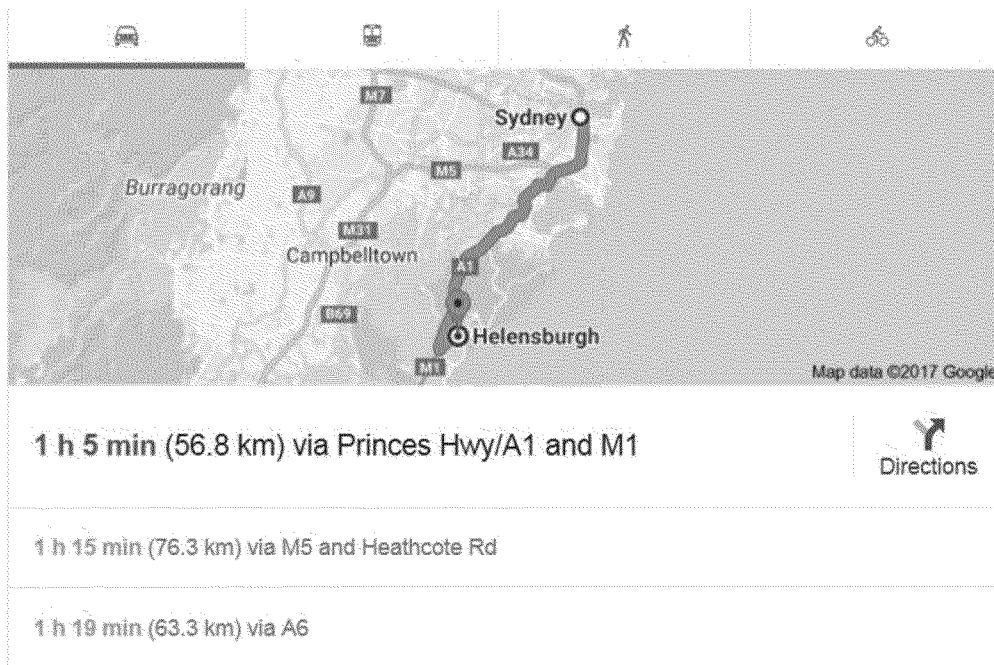 M7
Sydney
A34
M5
Burragorang
A9
M31
Campbelltown
A1
B69
Helensburgh
M1
Map data ©2017 Google
1 h 5 min (56.8 km) via Princes Hwy/A1 and M1
Directions
1 h 15 min (76.3 km) via M5 and Heathcote Rd
1 h 19 min (63.3 km) via A6